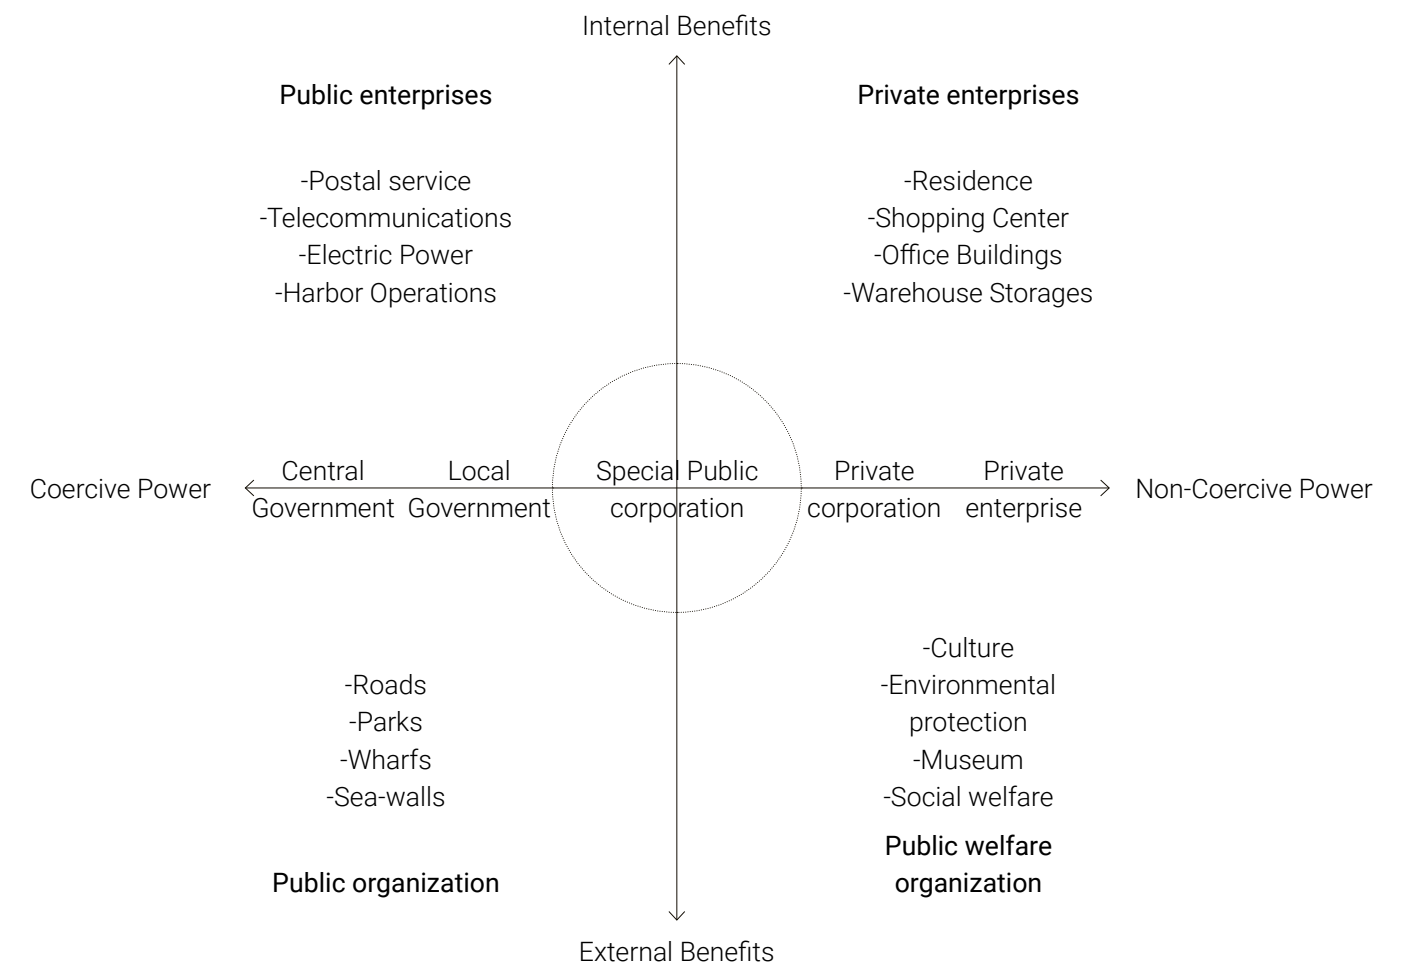 Internal Benefits
Public enterprises
-Postal service
-Telecommunications
-Electric Power
-Harbor Operations
Private enterprises
-Residence
-Shopping Center
-Office Buildings
-Warehouse Storages
Coercive Power
Central
Government
Local
Government
Special Public
corporation
Private
corporation
Private
enterprise
Non-Coercive Power
-Roads
-Parks
-Wharfs
-Sea-walls
Public organization
-Culture
-Environmental
protection
-Museum
-Social welfare
Public welfare
organization
External Benefits